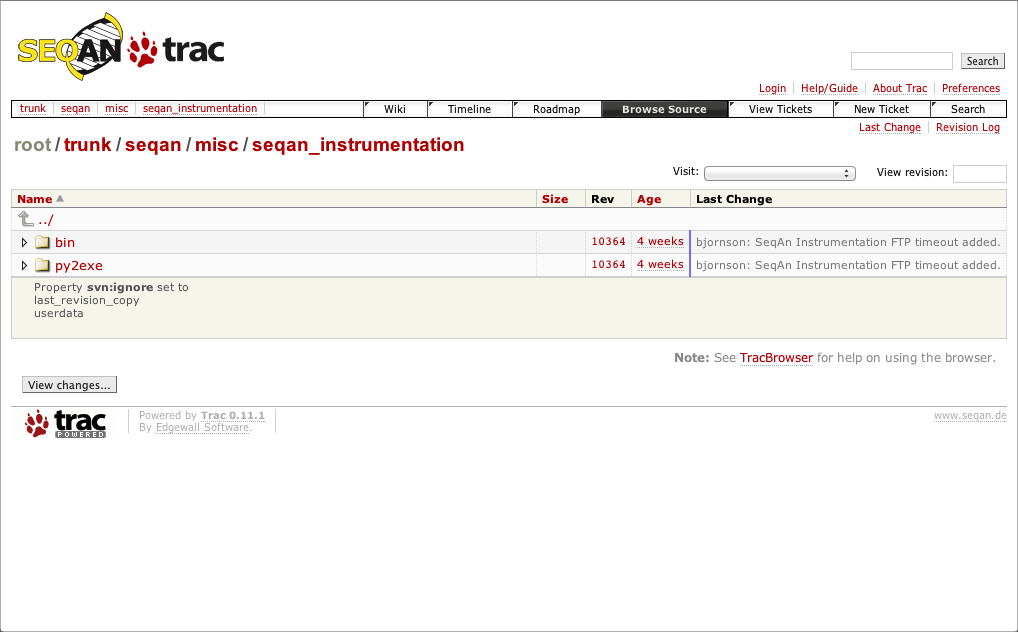 SEQAN trac
Search
Login Help/Guide About Trac Preferences
trunk seqan misc seqan_instrumentation Wiki Timeline Roadmap Browse Source View Tickets New Ticket Search
Last Change Revision Log
root / trunk / seqan / misc / seqan_instrumentation
Visit: View revision:
Name Size Rev Age Last Change
../
bin 10364 4 weeks bjornson: SeqAn Instrumentation FTP timeout added.
py2exe 10364 4 weeks bjornson: SeqAn Instrumentation FTP timeout added.
Property svn:ignore set to
last_revision_copy
userdata
Note: See TracBrowser for help on using the browser.
View changes...
trac POWERED
Powered by Trac 0.11.1
By Edgewall Software.
www.seqan.de